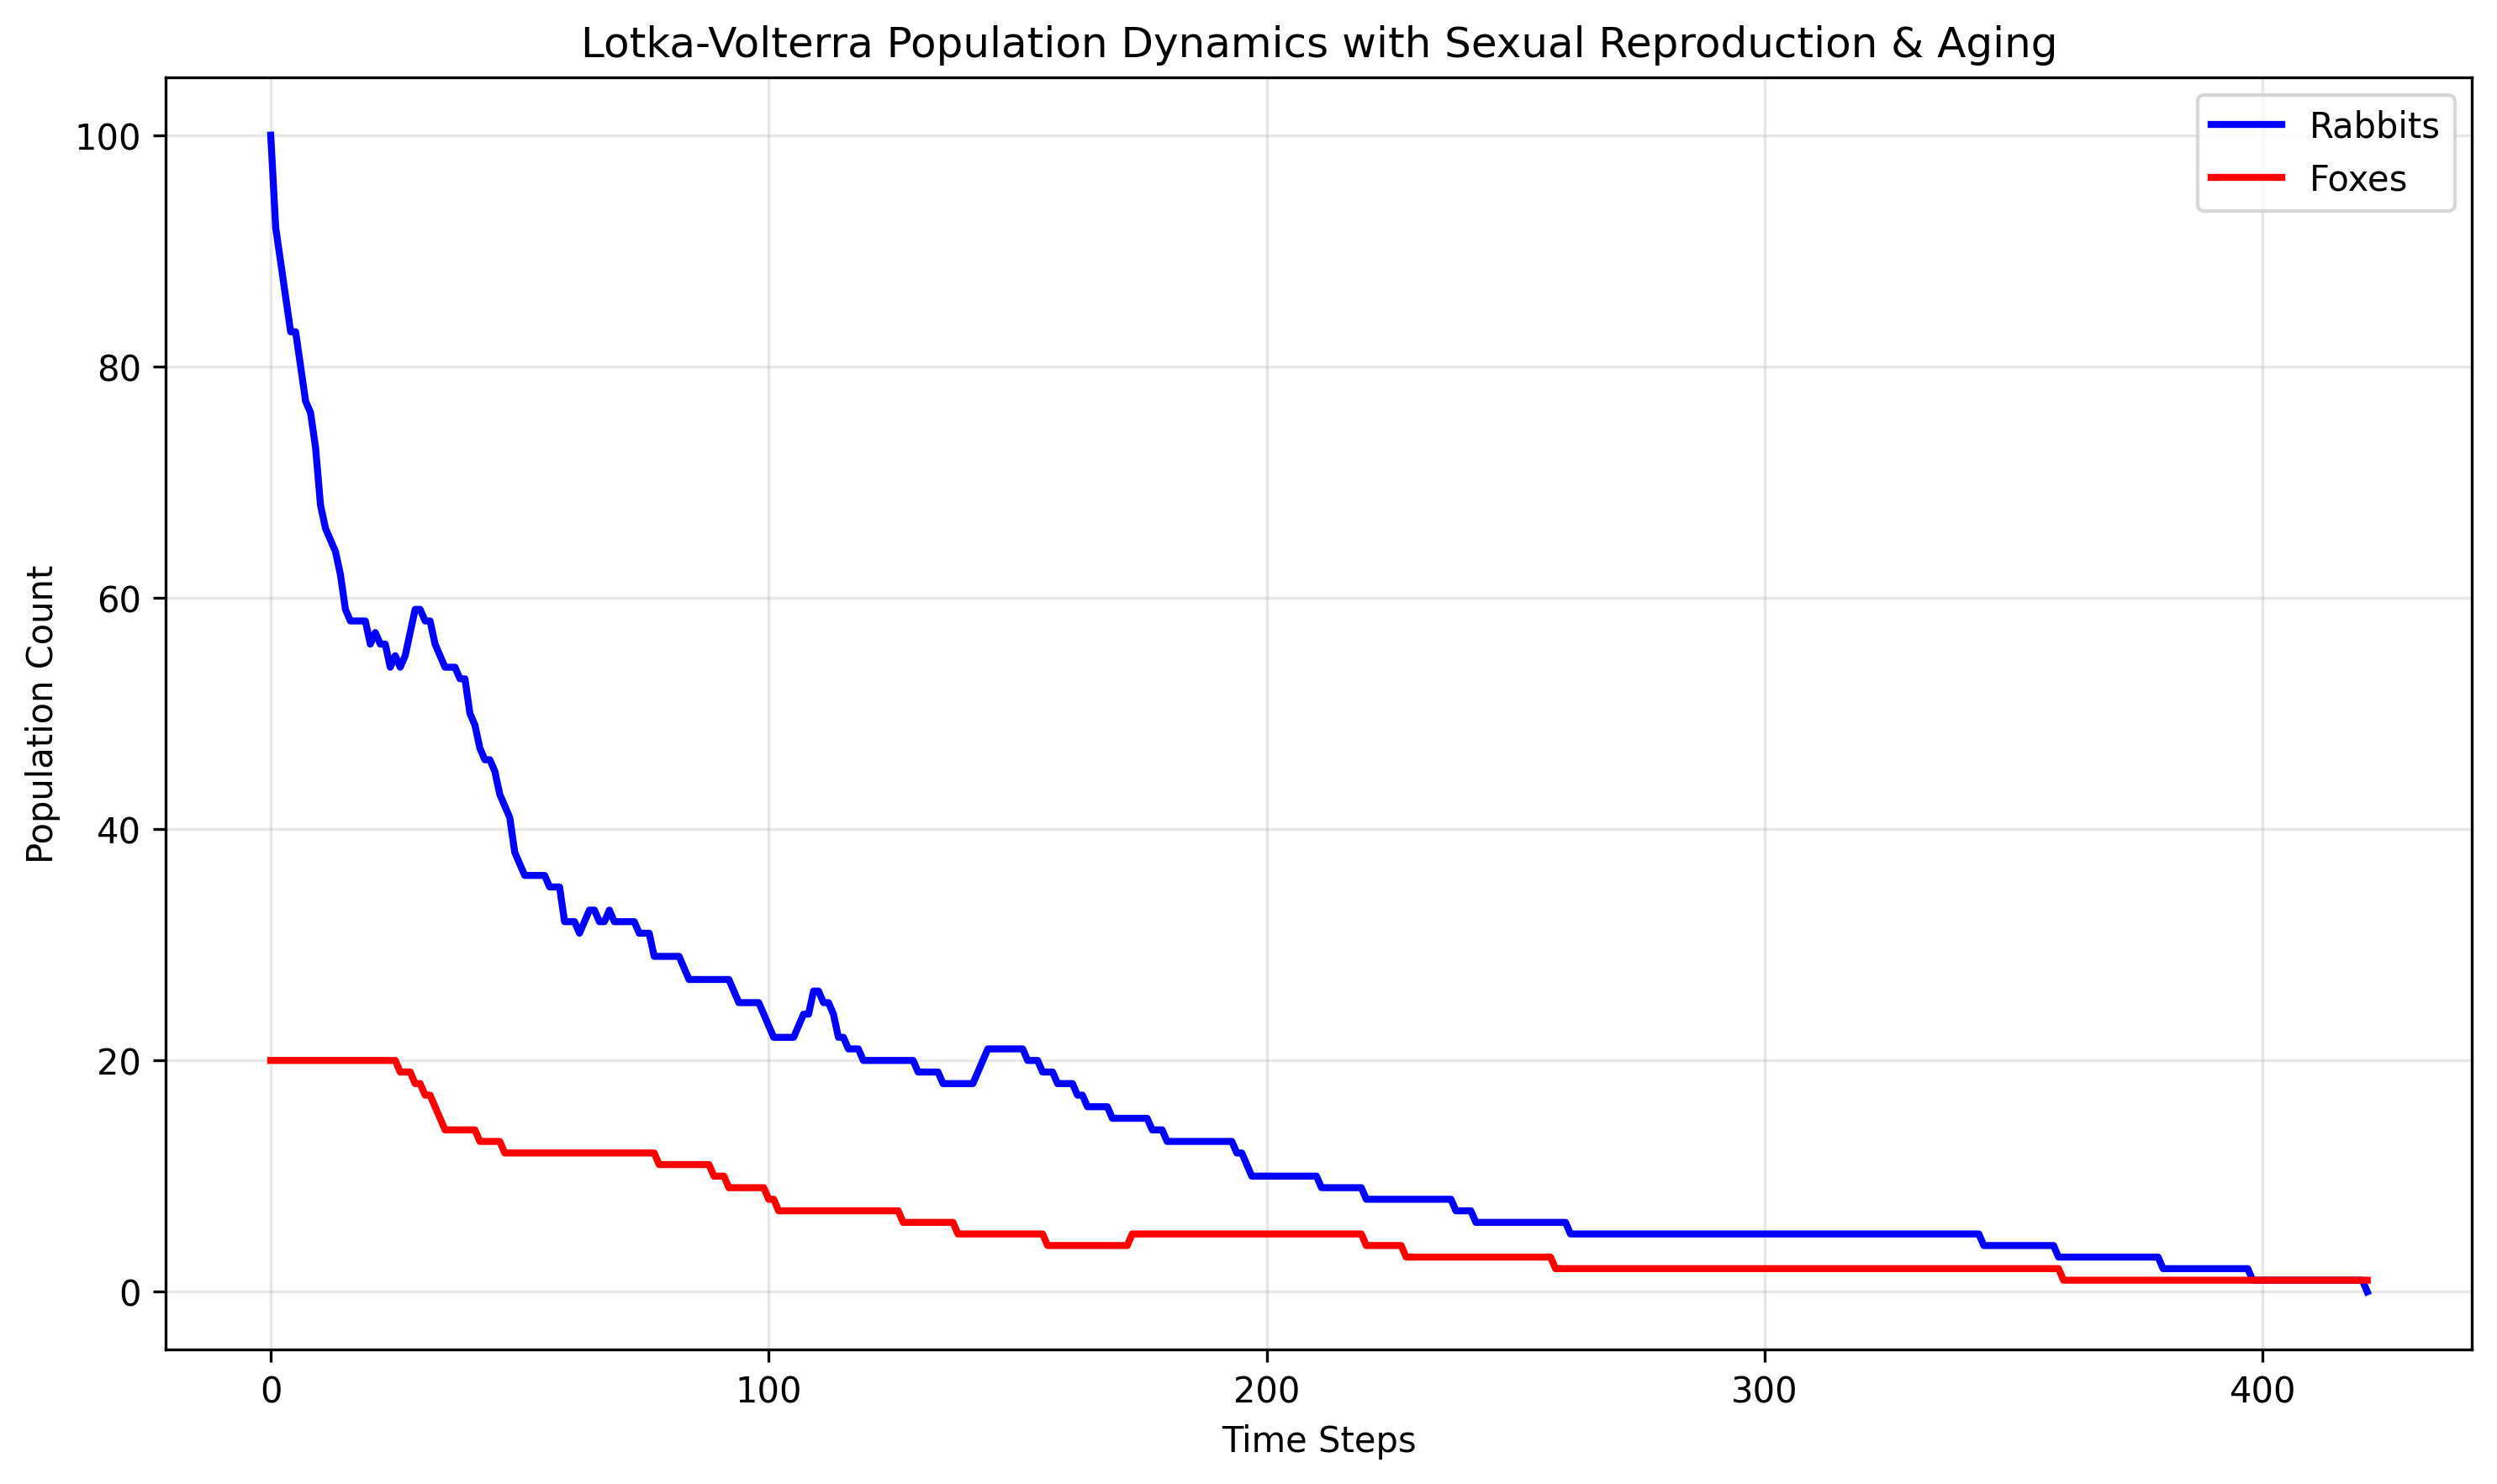 Lotka-Volterra Population Dynamics with Sexual Reproduction & Aging
Rabbits
Foxes
Population Count
100
80
60
40
20
0
0 100 200 300 400
Time Steps